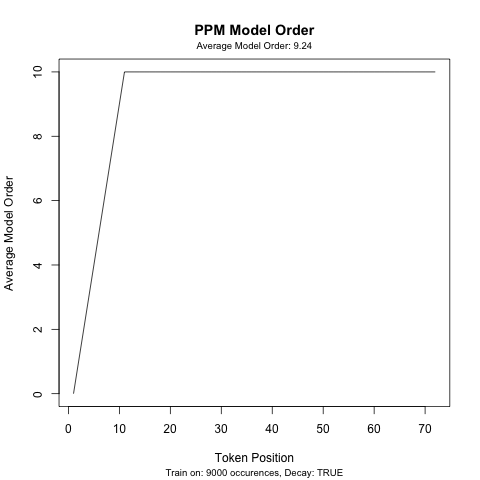 PPM Model Order
Average Model Order: 9.24
Average Model Order
10
8
6
4
2
0
0 10 20 30 40 50 60 70
Token Position
Train on: 9000 occurences, Decay: TRUE